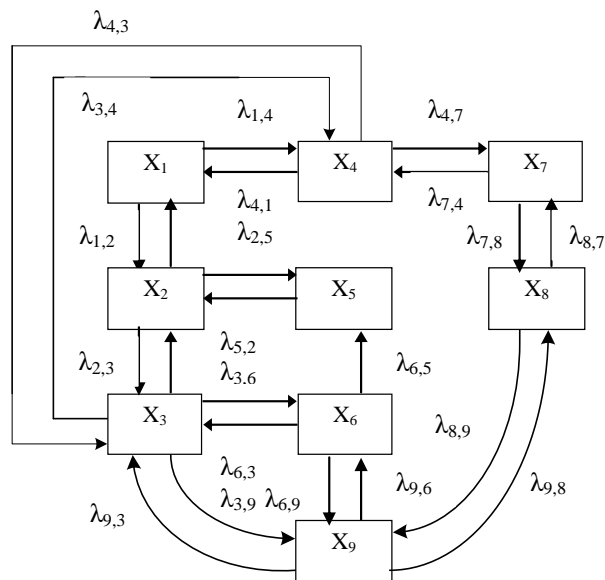 λ4,3
λ3,4 λ1,4 λ4,7
X1 X4 X7
λ4,1 λ7,4
λ1,2 λ2,5 λ7,8 λ8,7
X2 X5 X8
λ5,2
λ2,3 λ3.6 λ6,5
X3 X6
λ8,9
λ6,3
λ9,3 λ3,9 λ6,9 λ9,6 λ9,8
X9